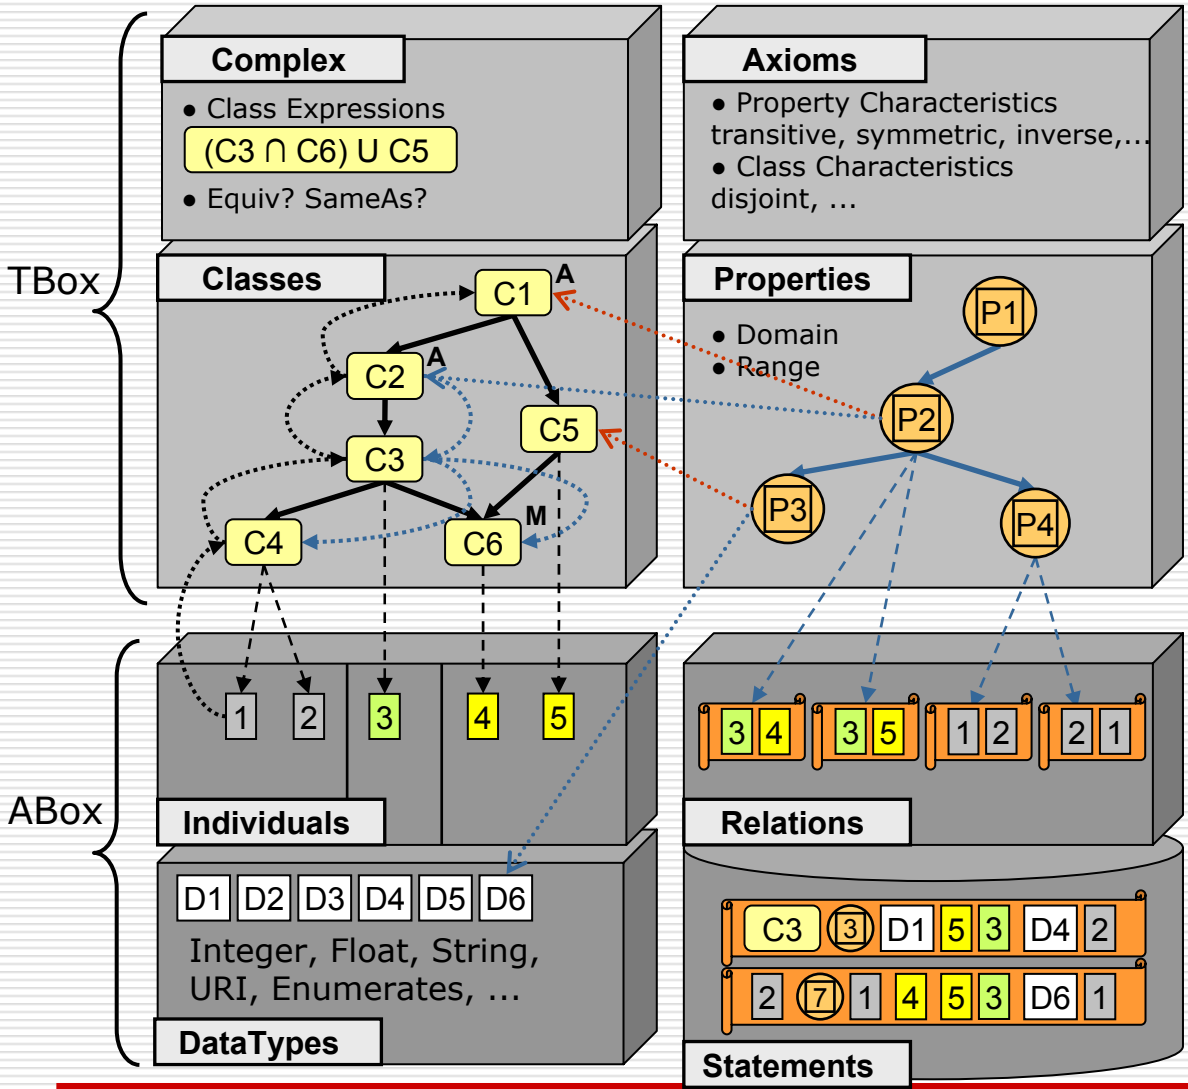 TBox
Complex
● Class Expressions
(C3 ∩ C6) U C5
● Equiv? SameAs?
Axioms
● Property Characteristics
transitive, symmetric, inverse,...
● Class Characteristics
disjoint, ...
Classes
C1
A
C2
A
C5
C3
M
C4
C6
Properties
● Domain
● Range
P1
P2
P3
P4
ABox
1 2 3 4 5
Individuals
3 4 3 5 1 2 2 1
Relations
D1 D2 D3 D4 D5 D6
Integer, Float, String,
URI, Enumerates, ...
DataTypes
C3 3 D1 5 3 D4 2
2 7 1 4 5 3 D6 1
Statements